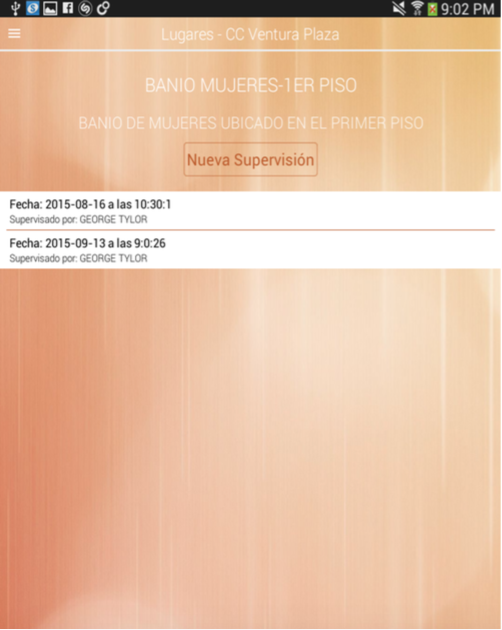 9:02 PM
Lugares - CC Ventura Plaza
BANIO MUJERES-1ER PISO
BANIO DE MUJERES UBICADO EN EL PRIMER PISO
Nueva Supervisión
Fecha: 2015-08-16 a las 10:30:1
Supervisado por: GEORGE TYLOR
Fecha: 2015-09-13 a las 9:0:26
Supervisado por: GEORGE TYLOR